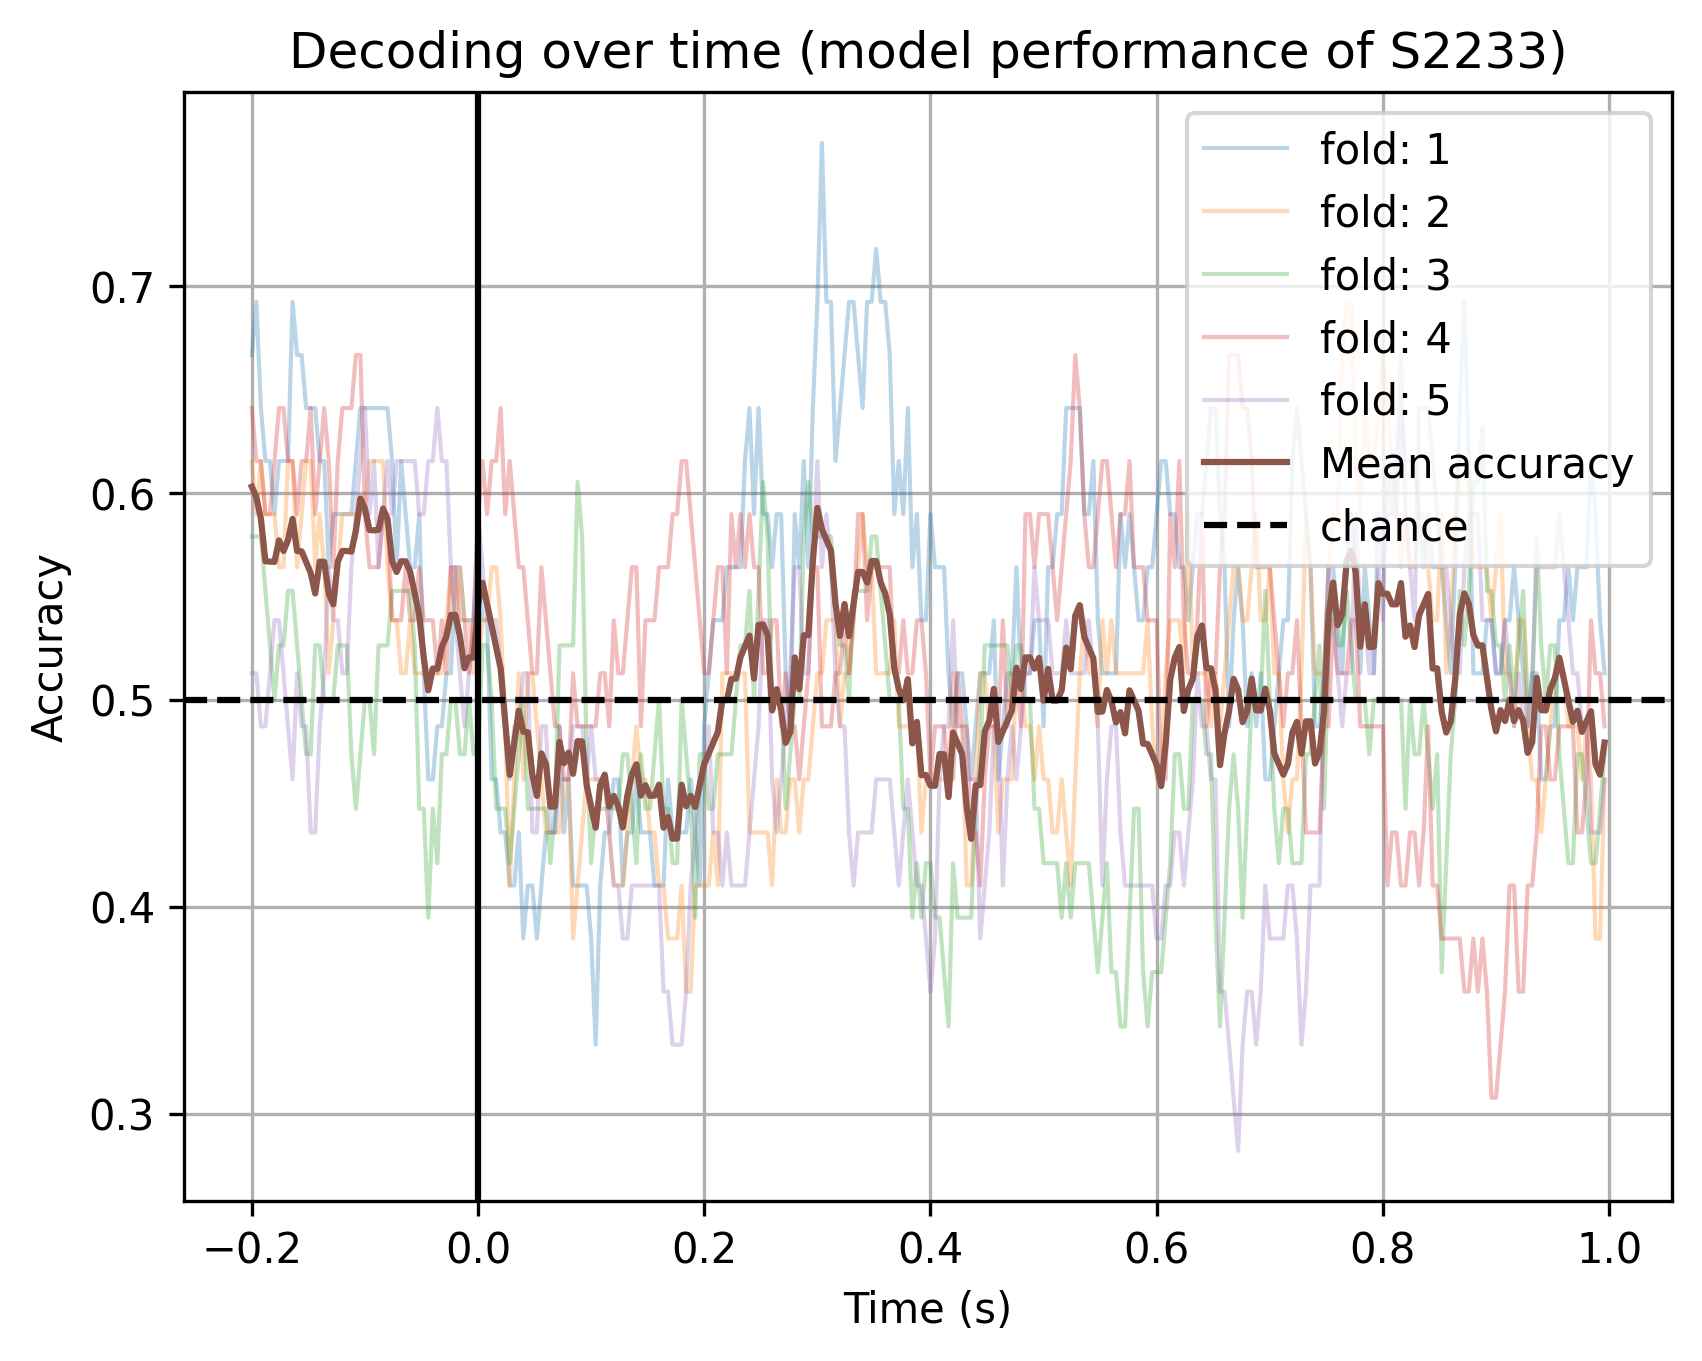 Decoding over time (model performance of S2233)
fold: 1
fold: 2
fold: 3
fold: 4
fold: 5
Mean accuracy
chance
Accuracy
0.7
0.6
0.5
0.4
0.3
−0.2 0.0 0.2 0.4 0.6 0.8 1.0
Time (s)